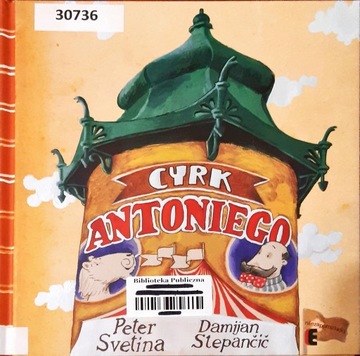 30736
CYRK
ANTONIEGO
Biblioteka Publiczna
Peter
Svetina
Damijan
Stepančič
E